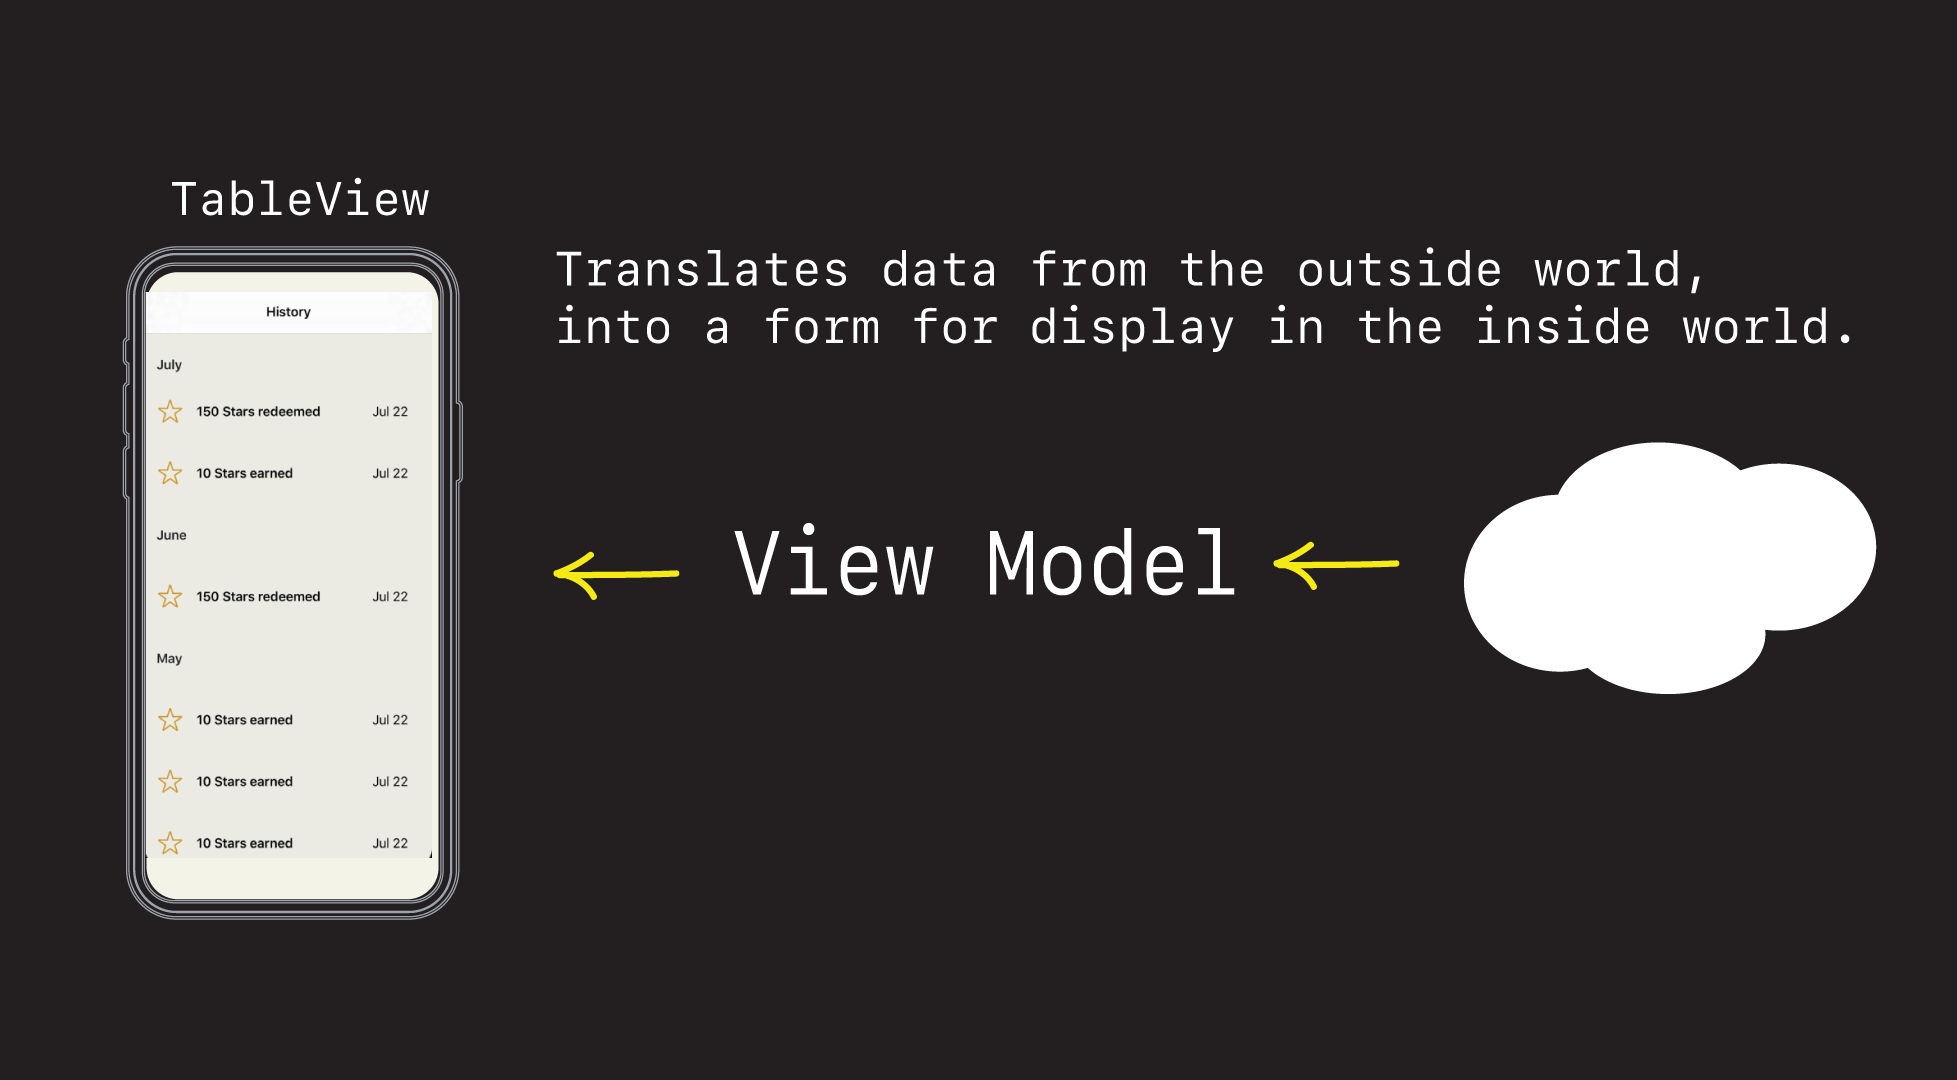 TableView
Translates data from the outside world,
into a form for display in the inside world.
History
July
150 Stars redeemed Jul 22
10 Stars earned Jul 22
June
150 Stars redeemed Jul 22
May
10 Stars earned Jul 22
10 Stars earned Jul 22
10 Stars earned Jul 22
View Model